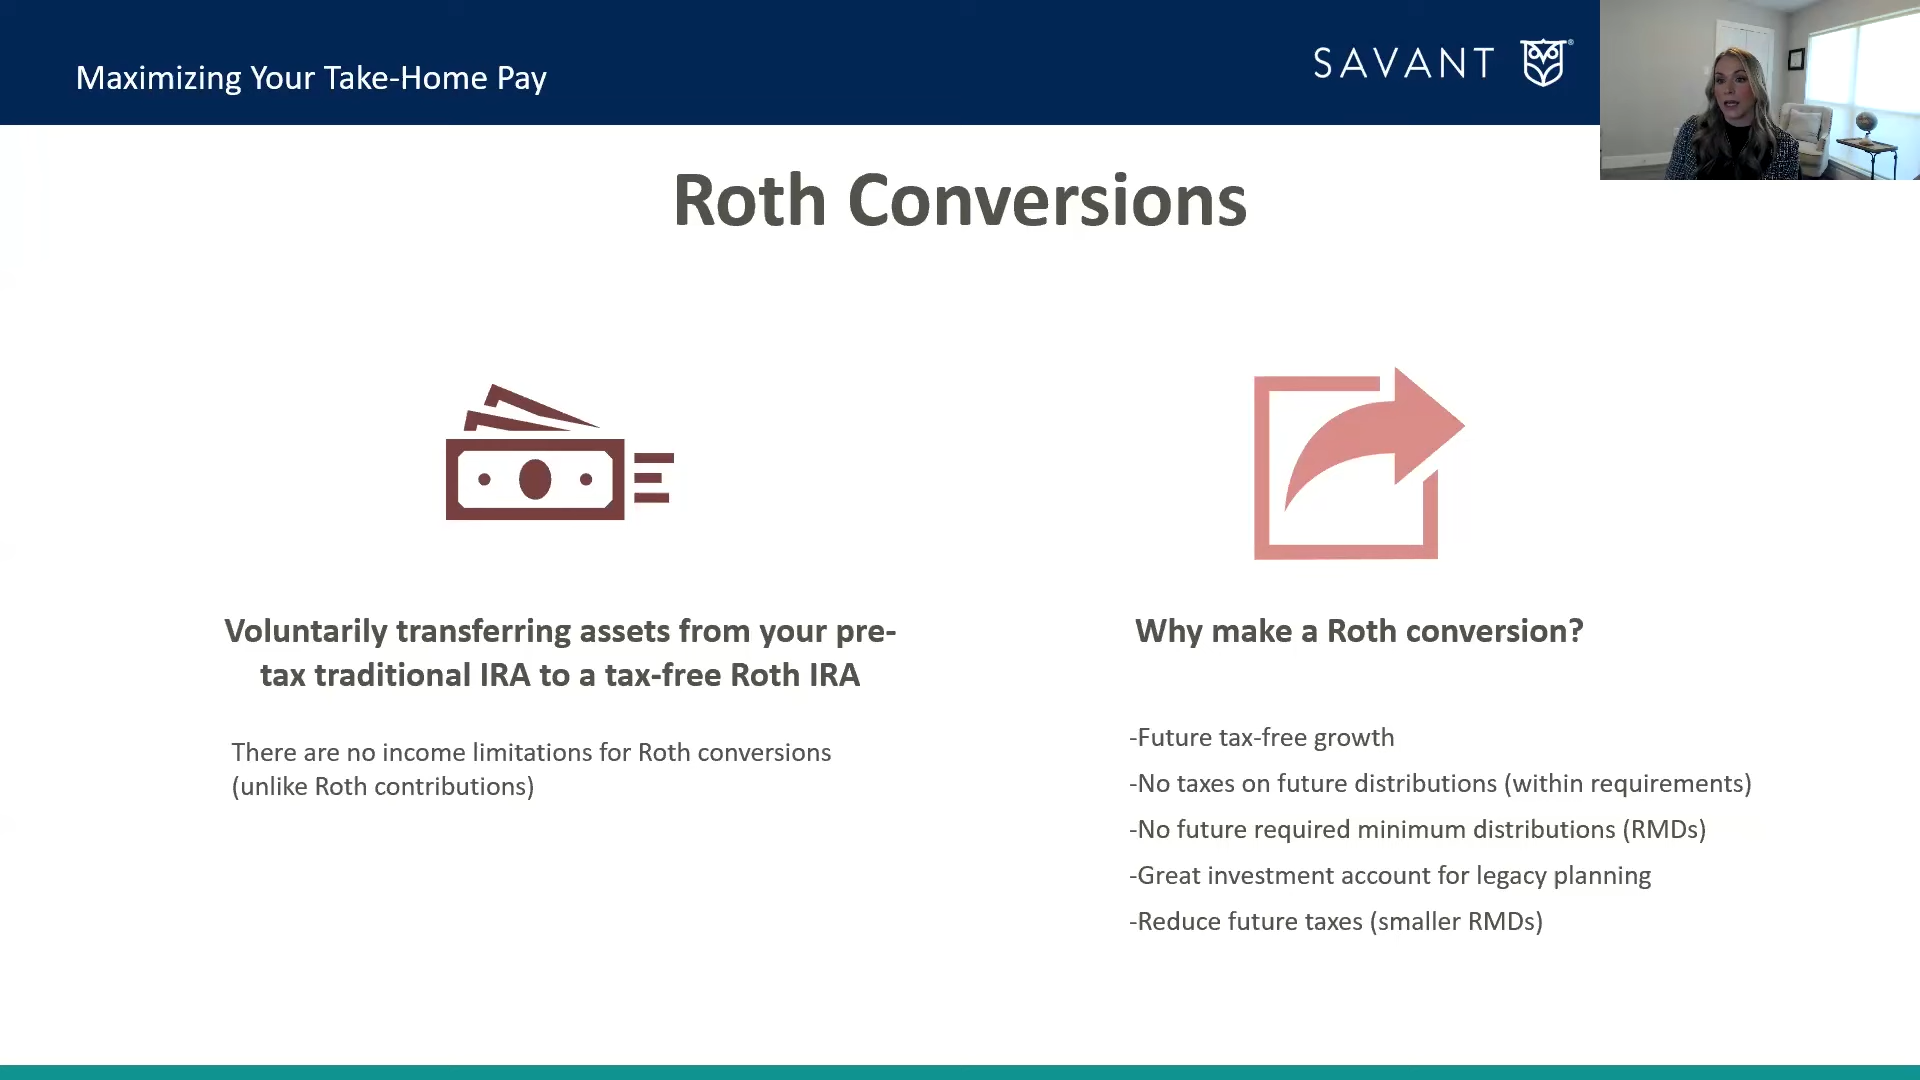 Maximizing Your Take-Home Pay
SAVANT
Roth Conversions
Voluntarily transferring assets from your pre-
tax traditional IRA to a tax-free Roth IRA
There are no income limitations for Roth conversions
(unlike Roth contributions)
Why make a Roth conversion?
-Future tax-free growth
-No taxes on future distributions (within requirements)
-No future required minimum distributions (RMDs)
-Great investment account for legacy planning
-Reduce future taxes (smaller RMDs)